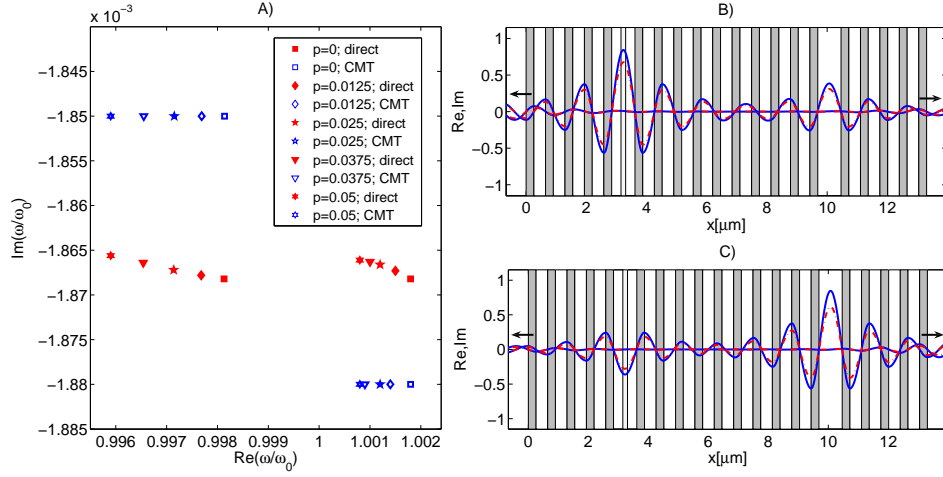 A)
x 10⁻³
−1.845
−1.85
−1.855
−1.86
−1.865
−1.87
−1.875
−1.88
−1.885
Im(ω/ω₀)
0.996 0.997 0.998 0.999 1 1.001 1.002
Re(ω/ω₀)
p=0; direct
p=0; CMT
p=0.0125; direct
p=0.0125; CMT
p=0.025; direct
p=0.025; CMT
p=0.0375; direct
p=0.0375; CMT
p=0.05; direct
p=0.05; CMT
B)
1
0.5
0
−0.5
−1
Re,Im
0 2 4 6 8 10 12
x[μm]
C)
1
0.5
0
−0.5
−1
Re,Im
0 2 4 6 8 10 12
x[μm]